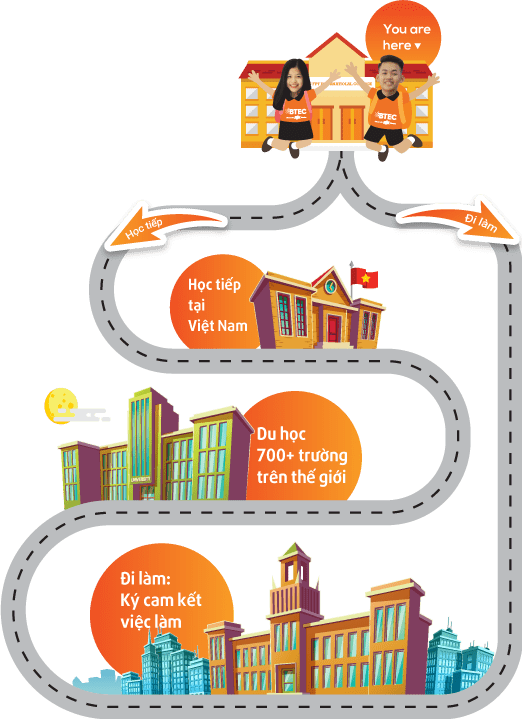 You are
here ▾
BTEC
BTEC
Học tiếp
Đi làm
Học tiếp
tại
Việt Nam
Du học
700+ trường
trên thế giới
UNIVERSITY
Đi làm:
Ký cam kết
việc làm